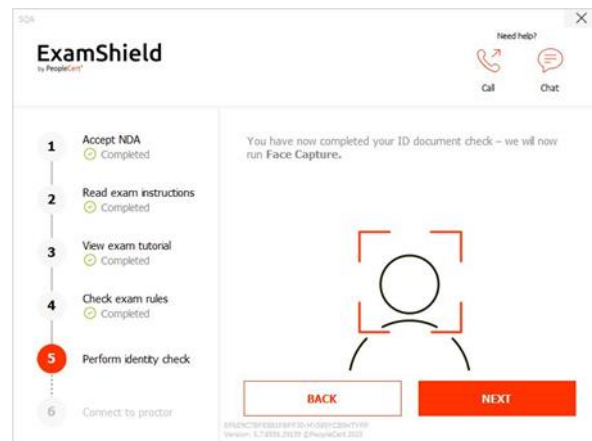 SQA
ExamShield
by PeopleCert
Need help?
Call
Chat
1
Accept NDA
Completed
2
Read exam instructions
Completed
3
View exam tutorial
Completed
4
Check exam rules
Completed
5
Perform identity check
6
Connect to proctor
You have now completed your ID document check – we will now
run Face Capture.
BACK
NEXT
©PeopleCert 2022